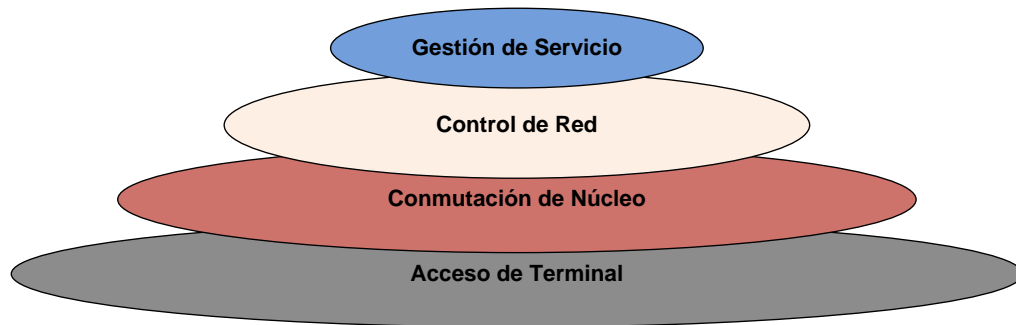 Gestión de Servicio
Control de Red
Conmutación de Núcleo
Acceso de Terminal